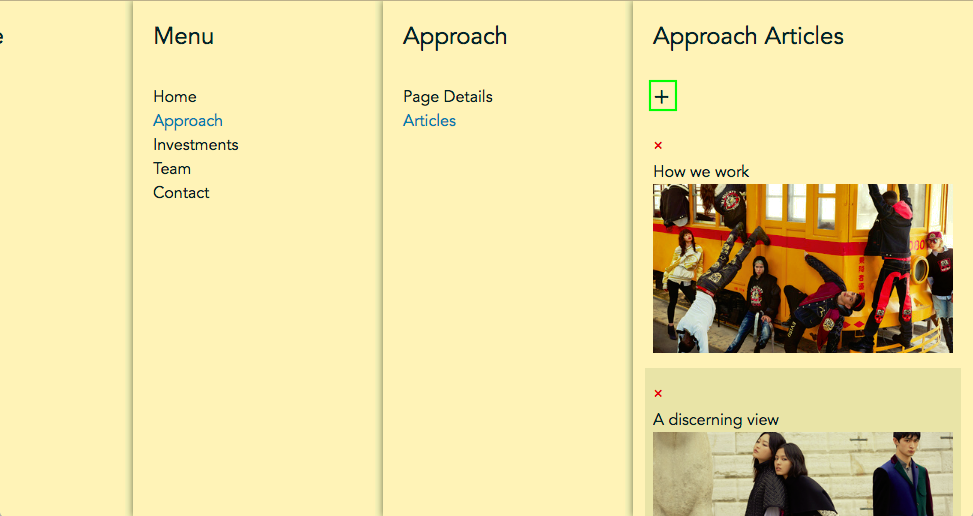 e
Menu
Home
Approach
Investments
Team
Contact
Approach
Page Details
Articles
Approach Articles
+
×
How we work
×
A discerning view